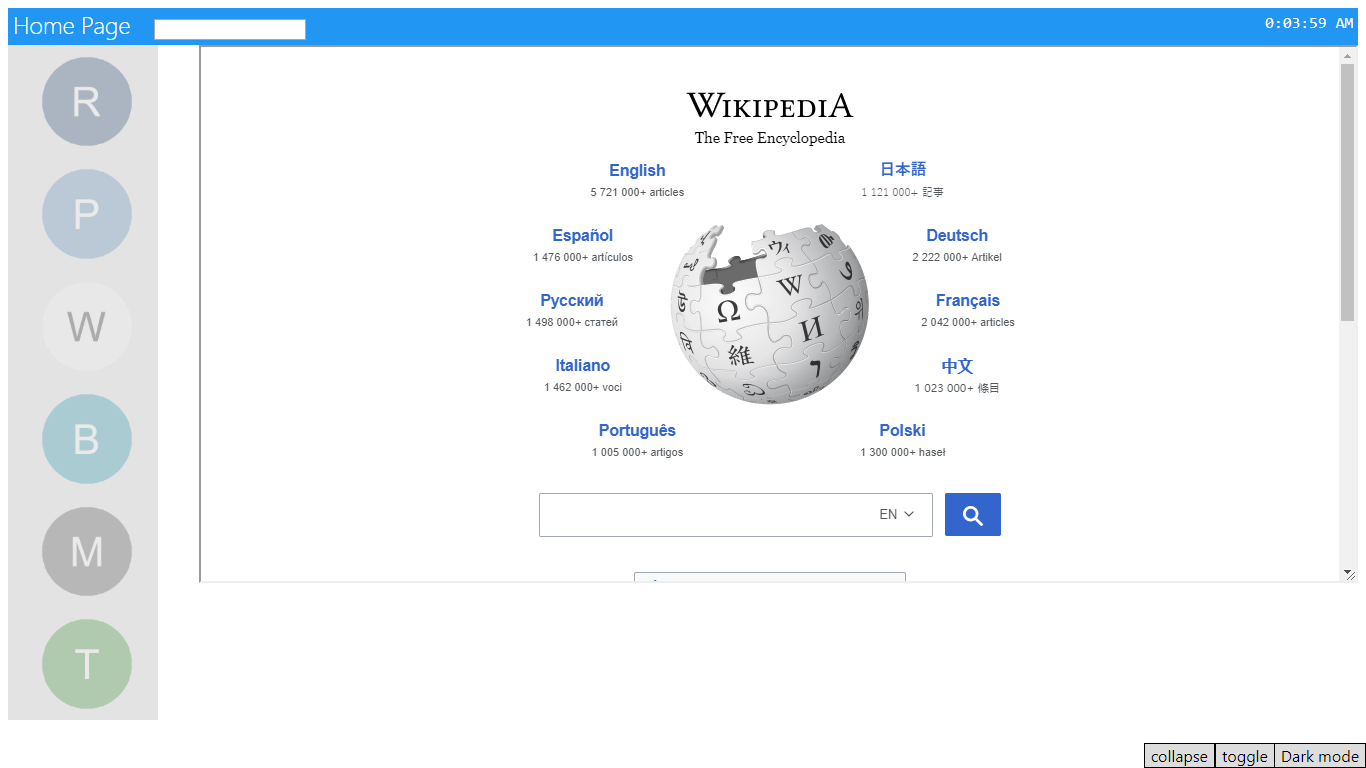 Home Page
0:03:59 AM
R
P
W
B
M
T
WIKIPEDIA
The Free Encyclopedia
English
5 721 000+ articles
日本語
1 121 000+ 記事
Español
1 476 000+ artículos
Deutsch
2 222 000+ Artikel
Русский
1 498 000+ статей
Français
2 042 000+ articles
Italiano
1 462 000+ voci
中文
1 023 000+ 條目
Português
1 005 000+ artigos
Polski
1 300 000+ haseł
Ω
W
И
維
ウィ
EN
collapse
toggle
Dark mode